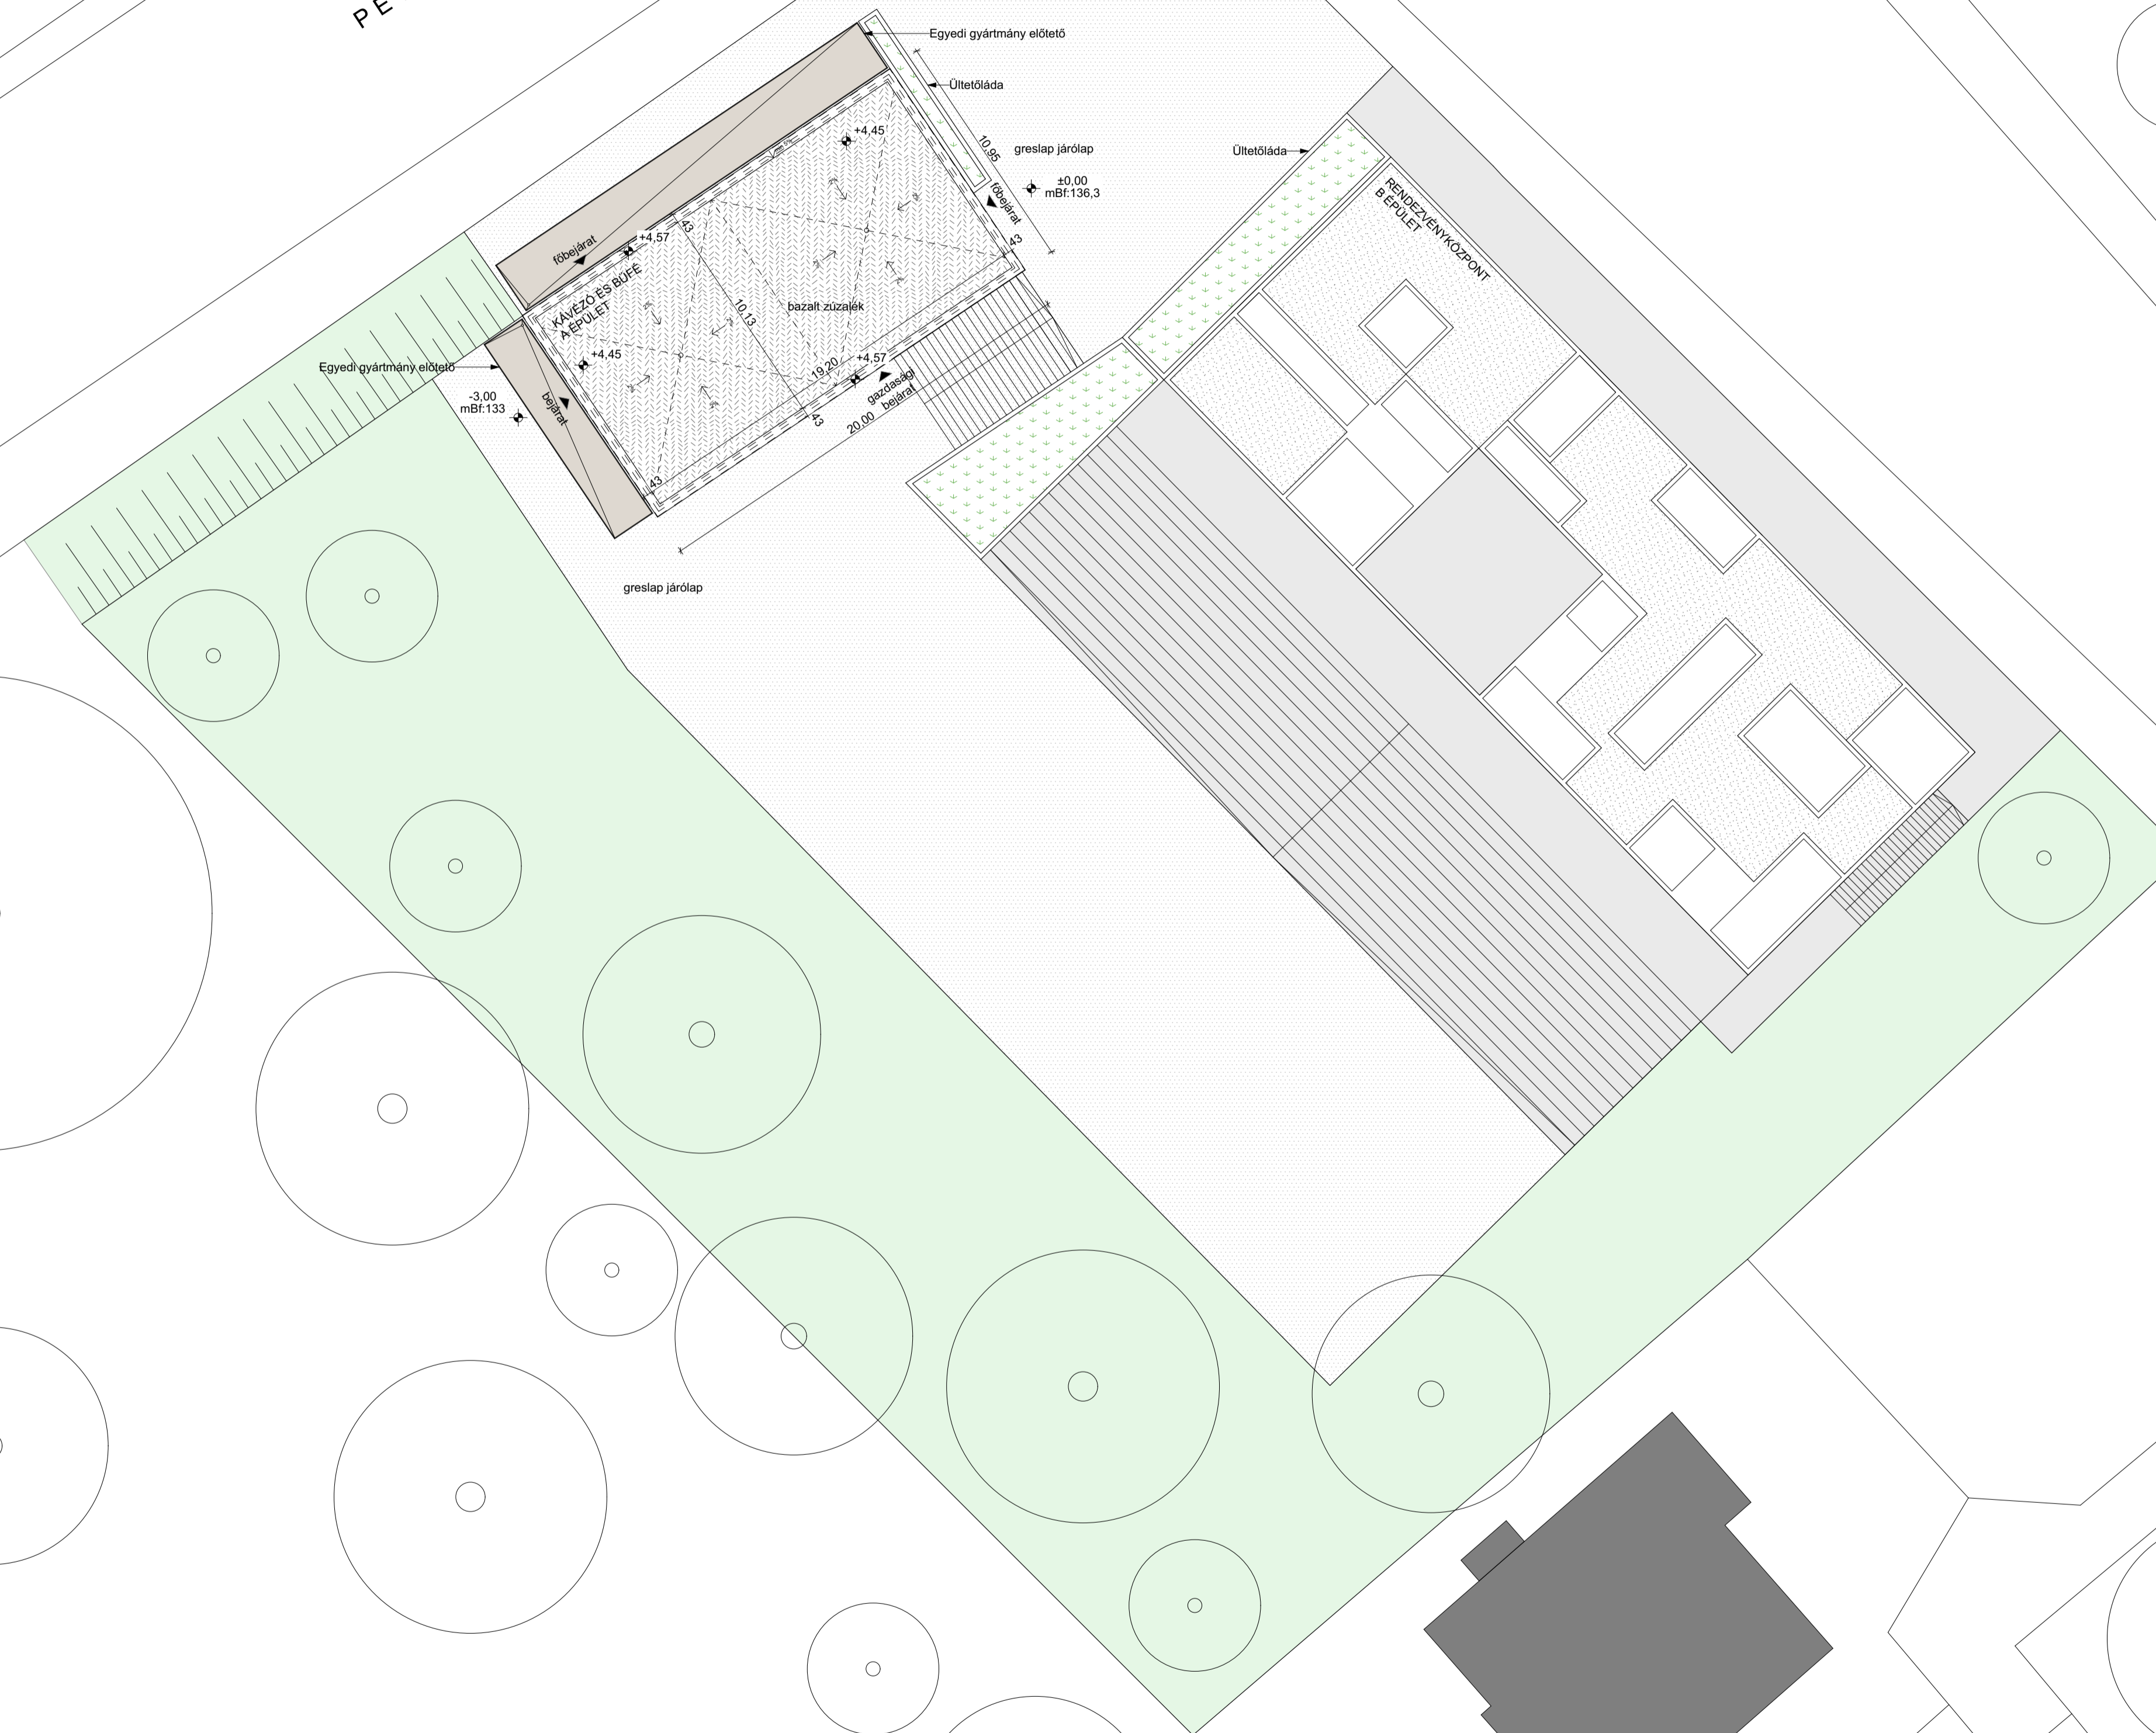 PE
Egyedi gyártmány előtető
Ültetőláda
+4,45
10,95
greslap járólap
±0,00
mBf:136,3
főbejárat
Ültetőláda
RENDEZVÉNYKÖZPONT
B ÉPÜLET
43
+4,57
főbejárat
43
KÁVÉZÓ ÉS BÜFÉ
A ÉPÜLET
10,13
bazalt zúzalék
+4,45
Egyedi gyártmány előtető
+4,57
19,20
gazdasági
bejárat
-3,00
mBf:133
bejárat
43
20,00
43
greslap járólap